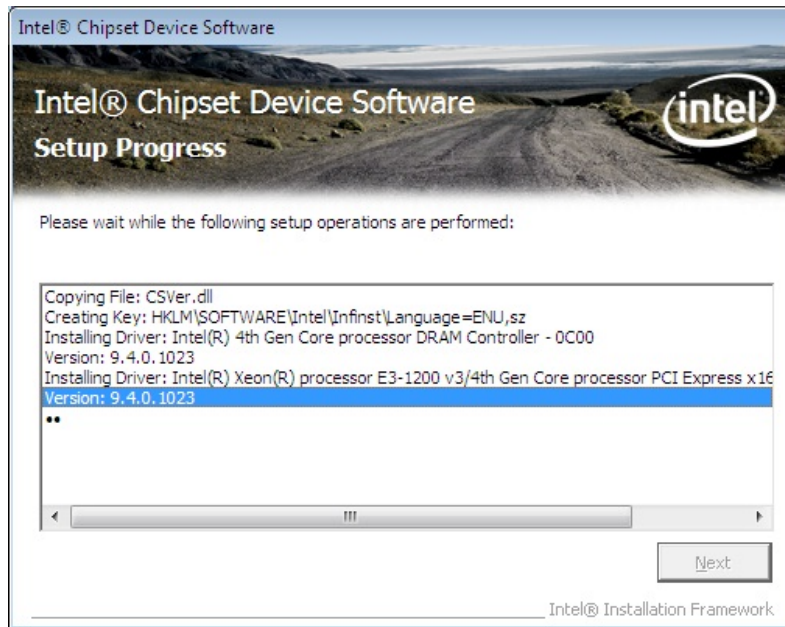 Intel® Chipset Device Software
Intel® Chipset Device Software
intel
Setup Progress
Please wait while the following setup operations are performed:
Copying File: CSVer.dll
Creating Key: HKLM\SOFTWARE\Intel\Infinst\Language=ENU,sz
Installing Driver: Intel(R) 4th Gen Core processor DRAM Controller - 0C00
Version: 9.4.0.1023
Installing Driver: Intel(R) Xeon(R) processor E3-1200 v3/4th Gen Core processor PCI Express x16
Version: 9.4.0.1023
••
Next
Intel® Installation Framework